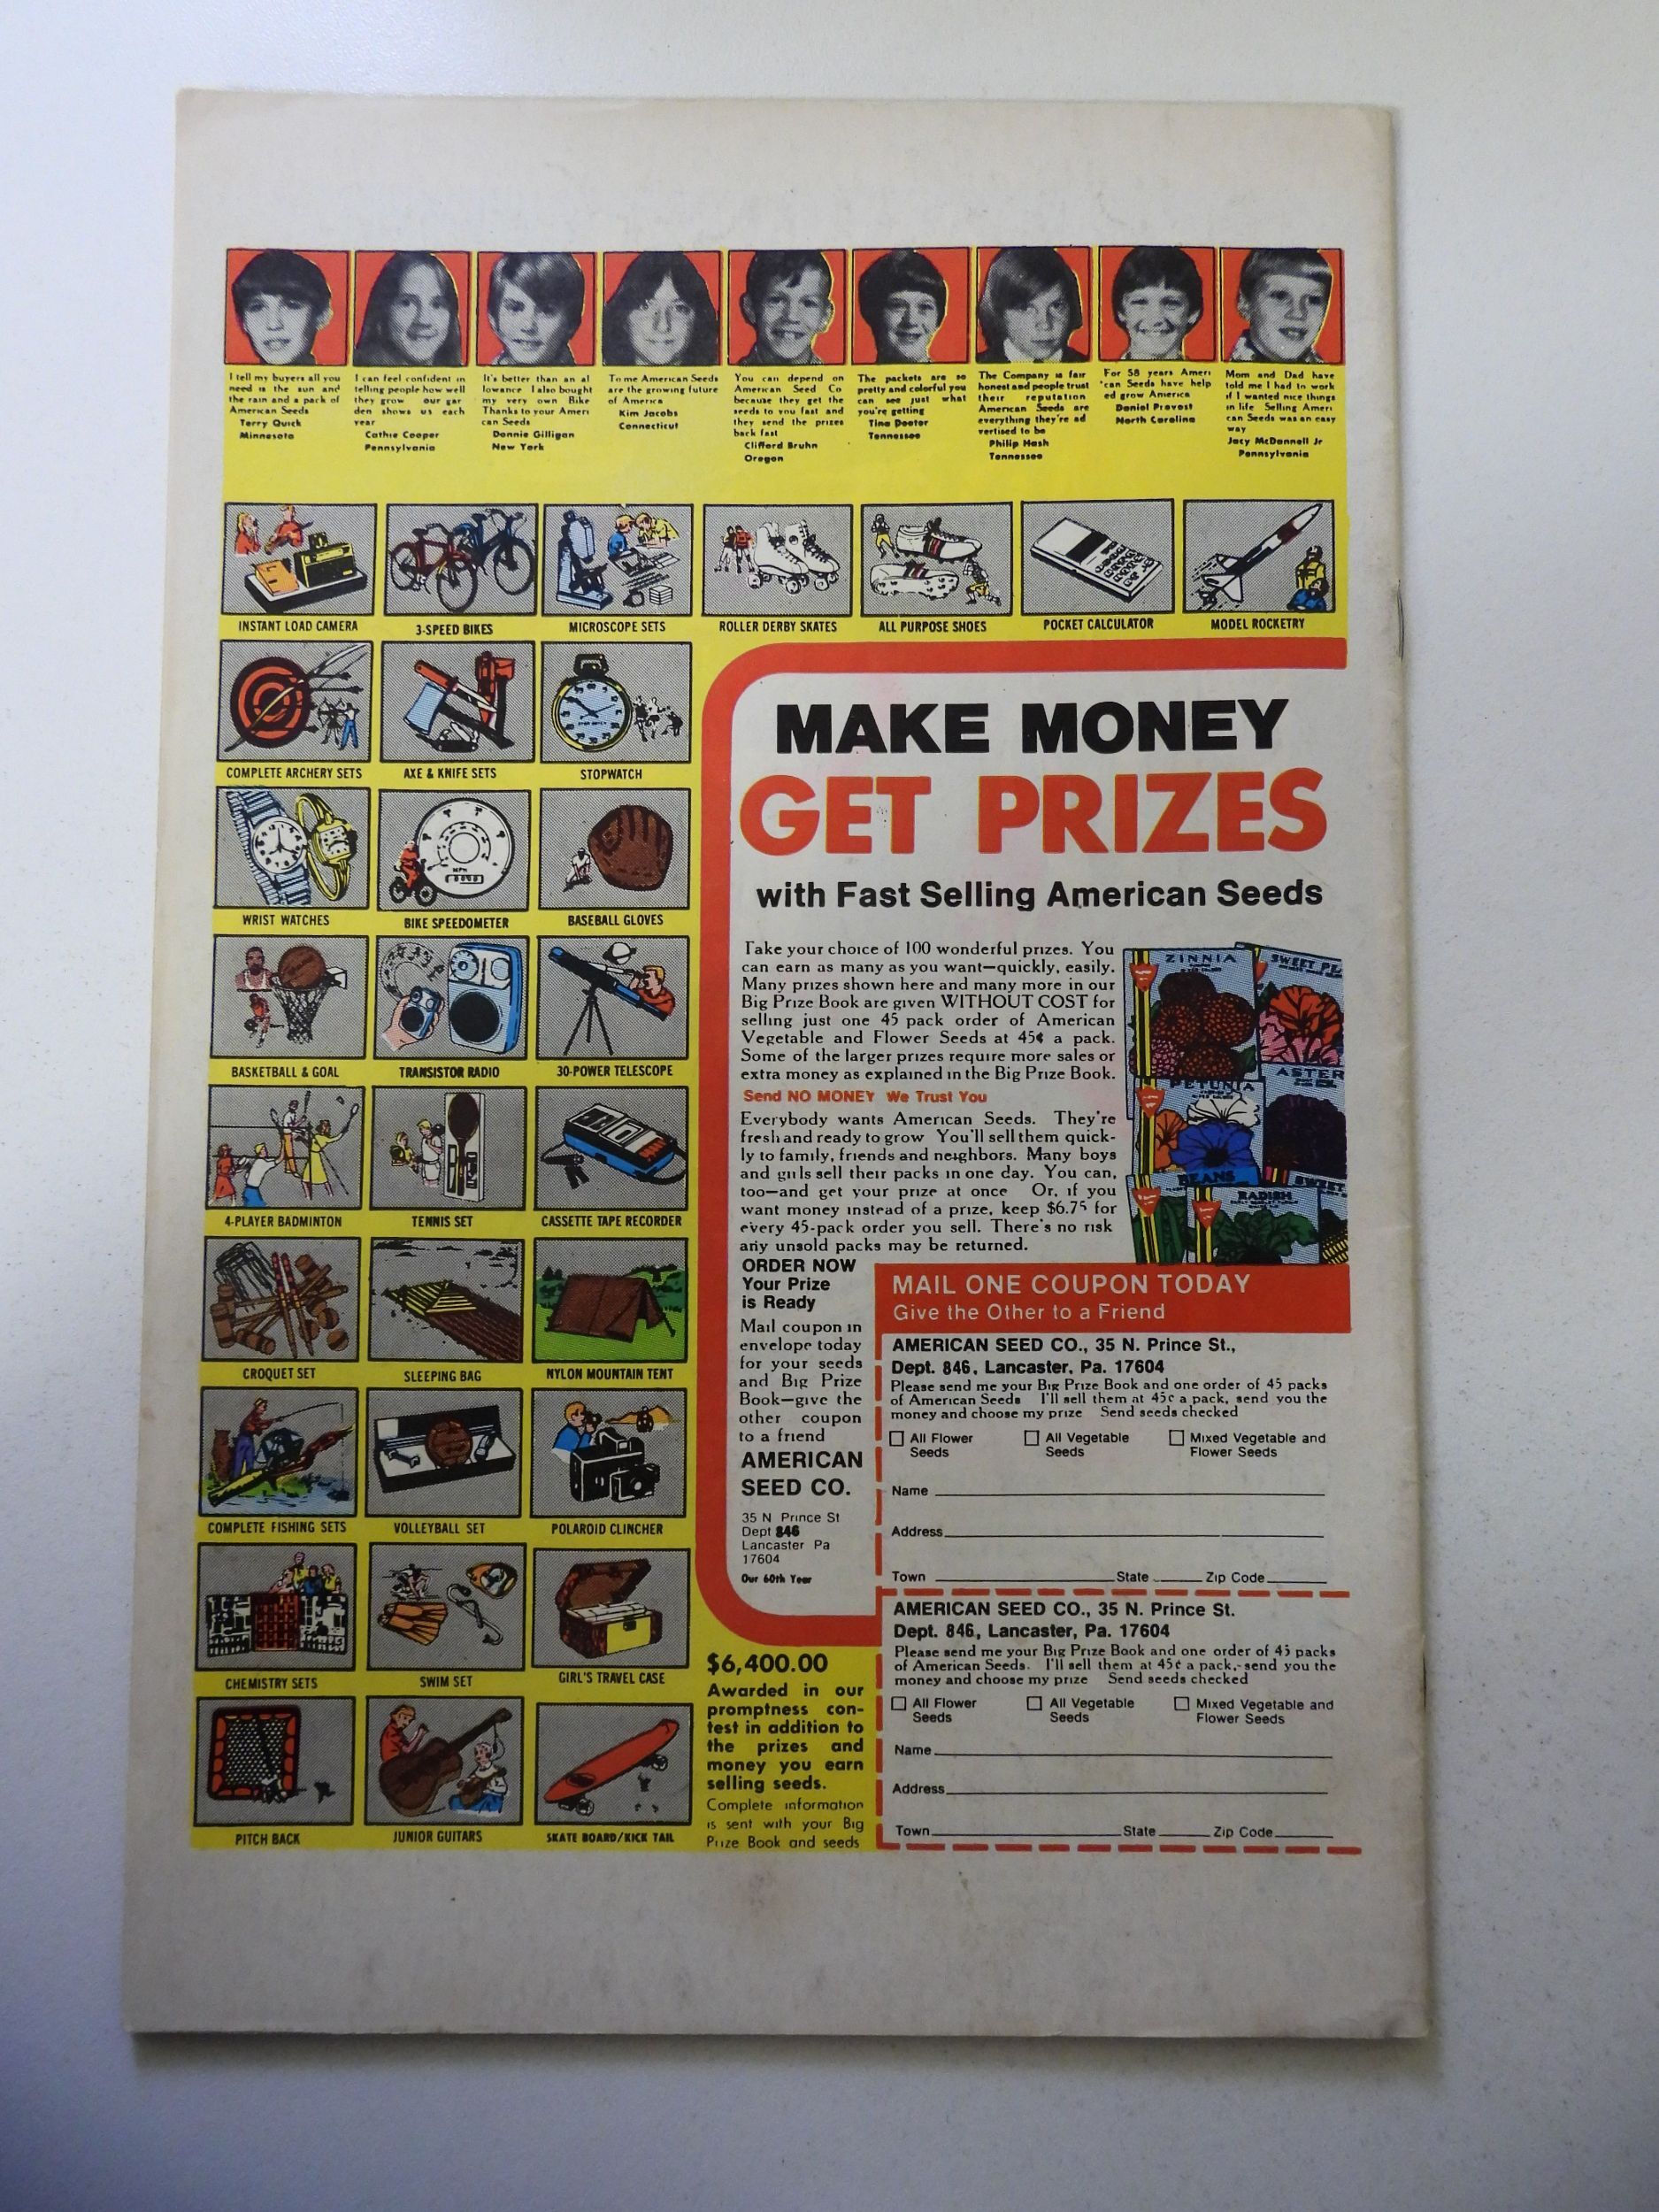 I tell my buyers all you
need is the sun and
the rain and a pack of
American Seeds
Terry Quick
Minnesota
I can feel confident in
telling people how well
they grow our gar
den shows us each
year
Cathie Cooper
Pennsylvania
It's better than an al
lowance I also bought
my very own Bike
Thanks to your Ameri
can Seeds
Donnie Gilligan
New York
To me American Seeds
are the growing future
of America
Kim Jacobs
Connecticut
You can depend on
American Seed Co
because they get the
seeds to you fast and
they send the prizes
back fast
Clifford Bruhn
Oregon
The packets are so
pretty and colorful you
can see just what
you're getting
Tina Deeter
Tennessee
The Company is fair
honest and people trust
their reputation
American Seeds are
everything they're ad
vertised to be
Philip Hash
Tennessee
For 58 years Ameri
can Seeds have help
ed grow America
Daniel Provost
North Carolina
Mom and Dad have
told me I had to work
if I wanted nice things
in life Selling Ameri
can Seeds was an easy
way
Jacy McDannell Jr
Pennsylvania
INSTANT LOAD CAMERA
3-SPEED BIKES
MICROSCOPE SETS
ROLLER DERBY SKATES
ALL PURPOSE SHOES
POCKET CALCULATOR
MODEL ROCKETRY
COMPLETE ARCHERY SETS
AXE & KNIFE SETS
STOPWATCH
WRIST WATCHES
BIKE SPEEDOMETER
MPH
BASEBALL GLOVES
BASKETBALL & GOAL
TRANSISTOR RADIO
30-POWER TELESCOPE
4-PLAYER BADMINTON
TENNIS SET
CASSETTE TAPE RECORDER
CROQUET SET
SLEEPING BAG
NYLON MOUNTAIN TENT
COMPLETE FISHING SETS
VOLLEYBALL SET
POLAROID CLINCHER
CHEMISTRY SETS
SWIM SET
GIRL'S TRAVEL CASE
PITCH BACK
JUNIOR GUITARS
SKATE BOARD/KICK TAIL
MAKE MONEY
GET PRIZES
with Fast Selling American Seeds
Take your choice of 100 wonderful prizes. You
can earn as many as you want—quickly, easily.
Many prizes shown here and many more in our
Big Prize Book are given WITHOUT COST for
selling just one 45 pack order of American
Vegetable and Flower Seeds at 45¢ a pack.
Some of the larger prizes require more sales or
extra money as explained in the Big Prize Book.
Send NO MONEY We Trust You
Everybody wants American Seeds. They're
fresh and ready to grow You'll sell them quick-
ly to family, friends and neighbors. Many boys
and girls sell their packs in one day. You can,
too—and get your prize at once Or, if you
want money instead of a prize, keep $6.75 for
every 45-pack order you sell. There's no risk
any unsold packs may be returned.
ZINNIA
SWEET PE
ASTER
PETUNIA
BEANS
RADISH
SWEET
ORDER NOW
Your Prize
is Ready
Mail coupon in
envelope today
for your seeds
and Big Prize
Book—give the
other coupon
to a friend
AMERICAN
SEED CO.
35 N Prince St
Dept 846
Lancaster Pa
17604
Our 60th Year
MAIL ONE COUPON TODAY
Give the Other to a Friend
AMERICAN SEED CO., 35 N. Prince St.,
Dept. 846, Lancaster, Pa. 17604
Please send me your Big Prize Book and one order of 45 packs
of American Seeds I'll sell them at 45¢ a pack, send you the
money and choose my prize Send seeds checked
All Flower Seeds
All Vegetable Seeds
Mixed Vegetable and Flower Seeds
Name
Address
Town State Zip Code
AMERICAN SEED CO., 35 N. Prince St.
Dept. 846, Lancaster, Pa. 17604
Please send me your Big Prize Book and one order of 45 packs
of American Seeds. I'll sell them at 45¢ a pack, send you the
money and choose my prize Send seeds checked
All Flower Seeds
All Vegetable Seeds
Mixed Vegetable and Flower Seeds
Name
Address
Town State Zip Code
$6,400.00
Awarded in our
promptness con-
test in addition to
the prizes and
money you earn
selling seeds.
Complete information
is sent with your Big
Prize Book and seeds